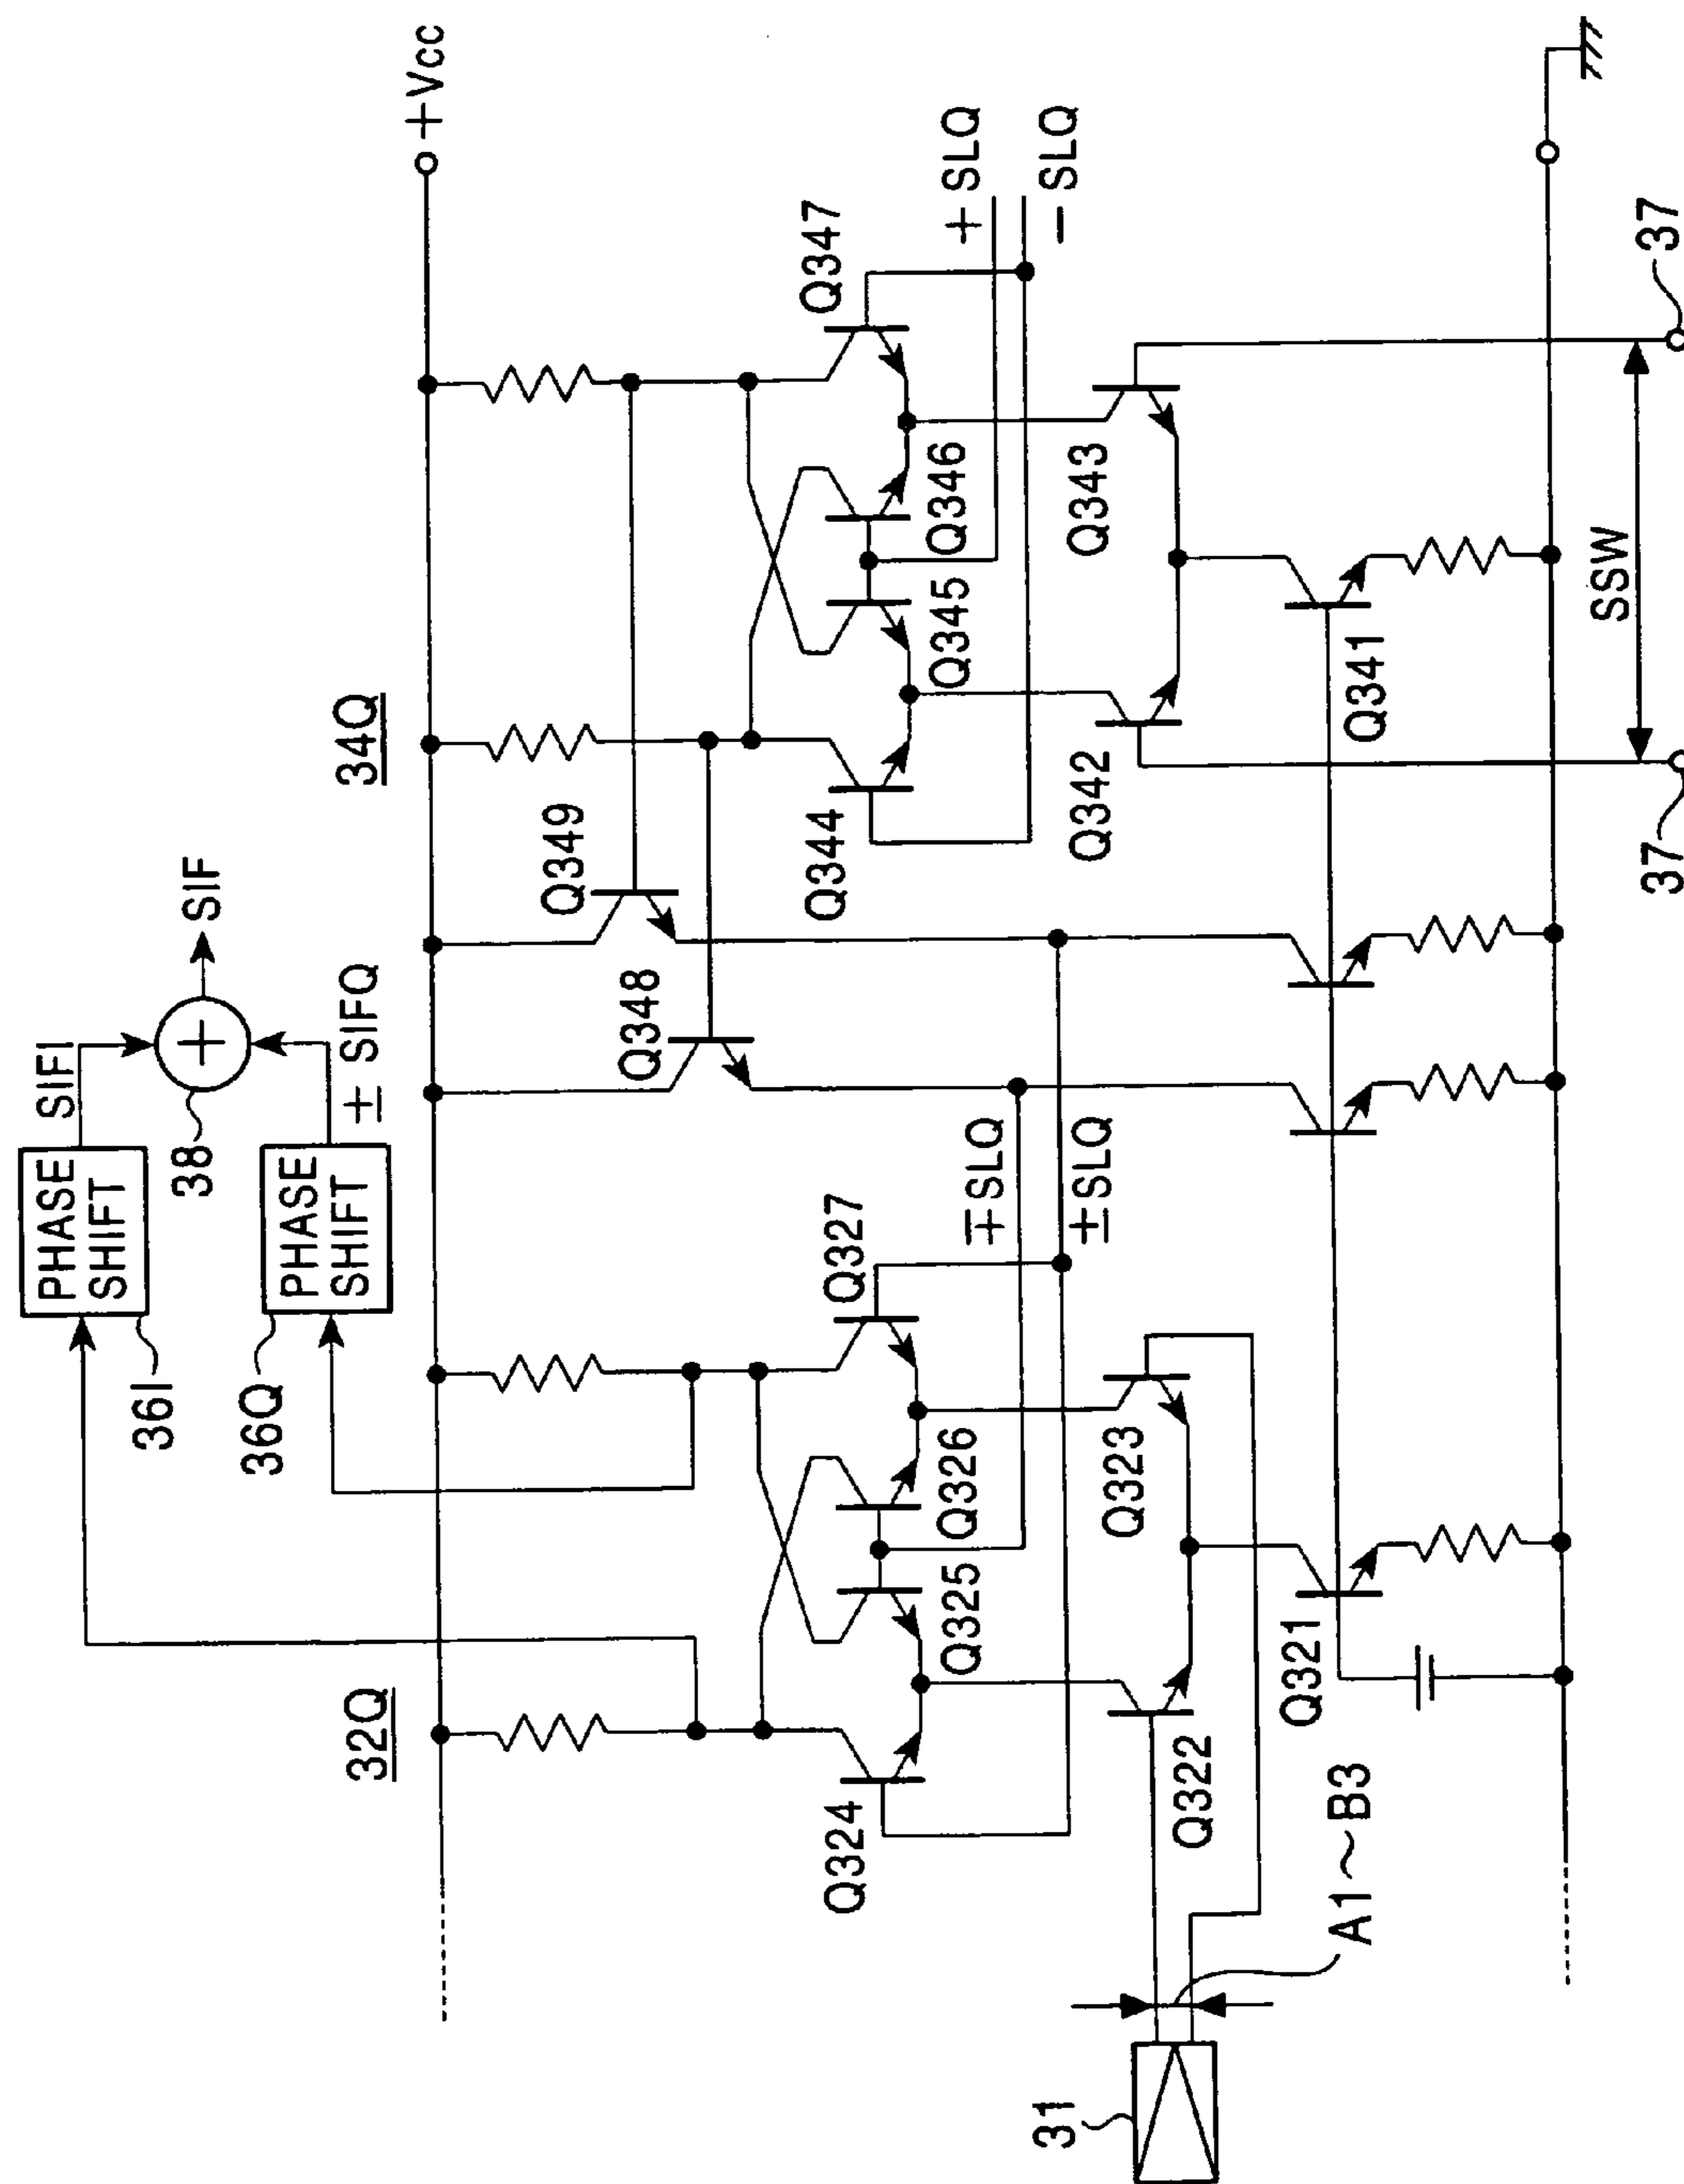 PHASE
SHIFT
36I
SIFI
38
SIF
PHASE
SHIFT
36Q
± SIFQ
+Vcc
32Q
34Q
Q348
Q349
Q324
Q325
Q326
Q327
Q344
Q345
Q346
Q347
∓SLQ
±SLQ
+SLQ
−SLQ
Q322
Q323
Q342
Q343
31
A1~B3
Q321
Q341
SSW
37
37